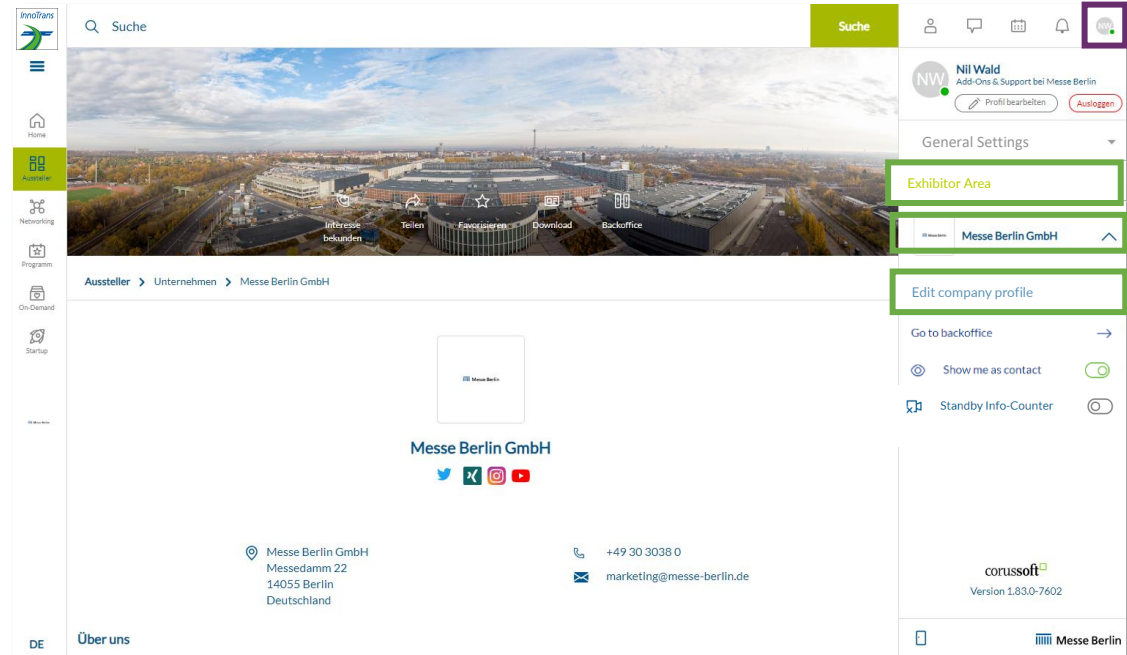 InnoTrans
Suche
Suche
NW
Home
Aussteller
Networking
Programm
On-Demand
Startup
DE
Interesse
bekunden
Teilen
Favorisieren
Download
Backoffice
Aussteller
Unternehmen
Messe Berlin GmbH
Messe Berlin
Messe Berlin GmbH
Messe Berlin GmbH
Messedamm 22
14055 Berlin
Deutschland
+49 30 3038 0
marketing@messe-berlin.de
Über uns
NW
Nil Wald
Add-Ons & Support bei Messe Berlin
Profil bearbeiten
Ausloggen
General Settings
Exhibitor Area
Messe Berlin GmbH
Edit company profile
Go to backoffice
Show me as contact
Standby Info-Counter
corussoft
Version 1.83.0-7602
Messe Berlin